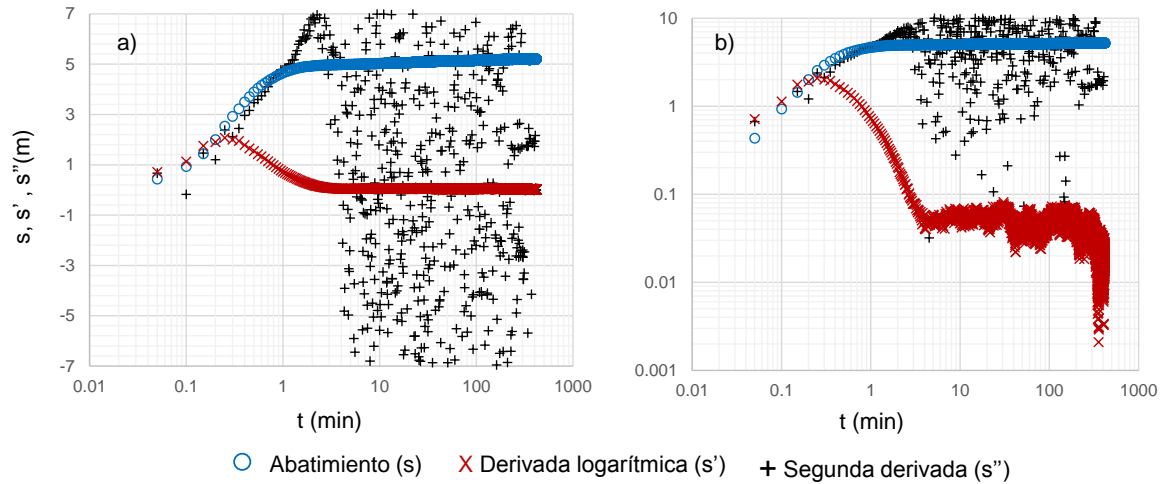 a)
7
5
3
1
-1
-3
-5
-7
s, s' , s"(m)
0.01 0.1 1 10 100 1000
t (min)
b)
10
1
0.1
0.01
0.001
0.01 0.1 1 10 100 1000
t (min)
Abatimiento (s) Derivada logarítmica (s') Segunda derivada (s'')